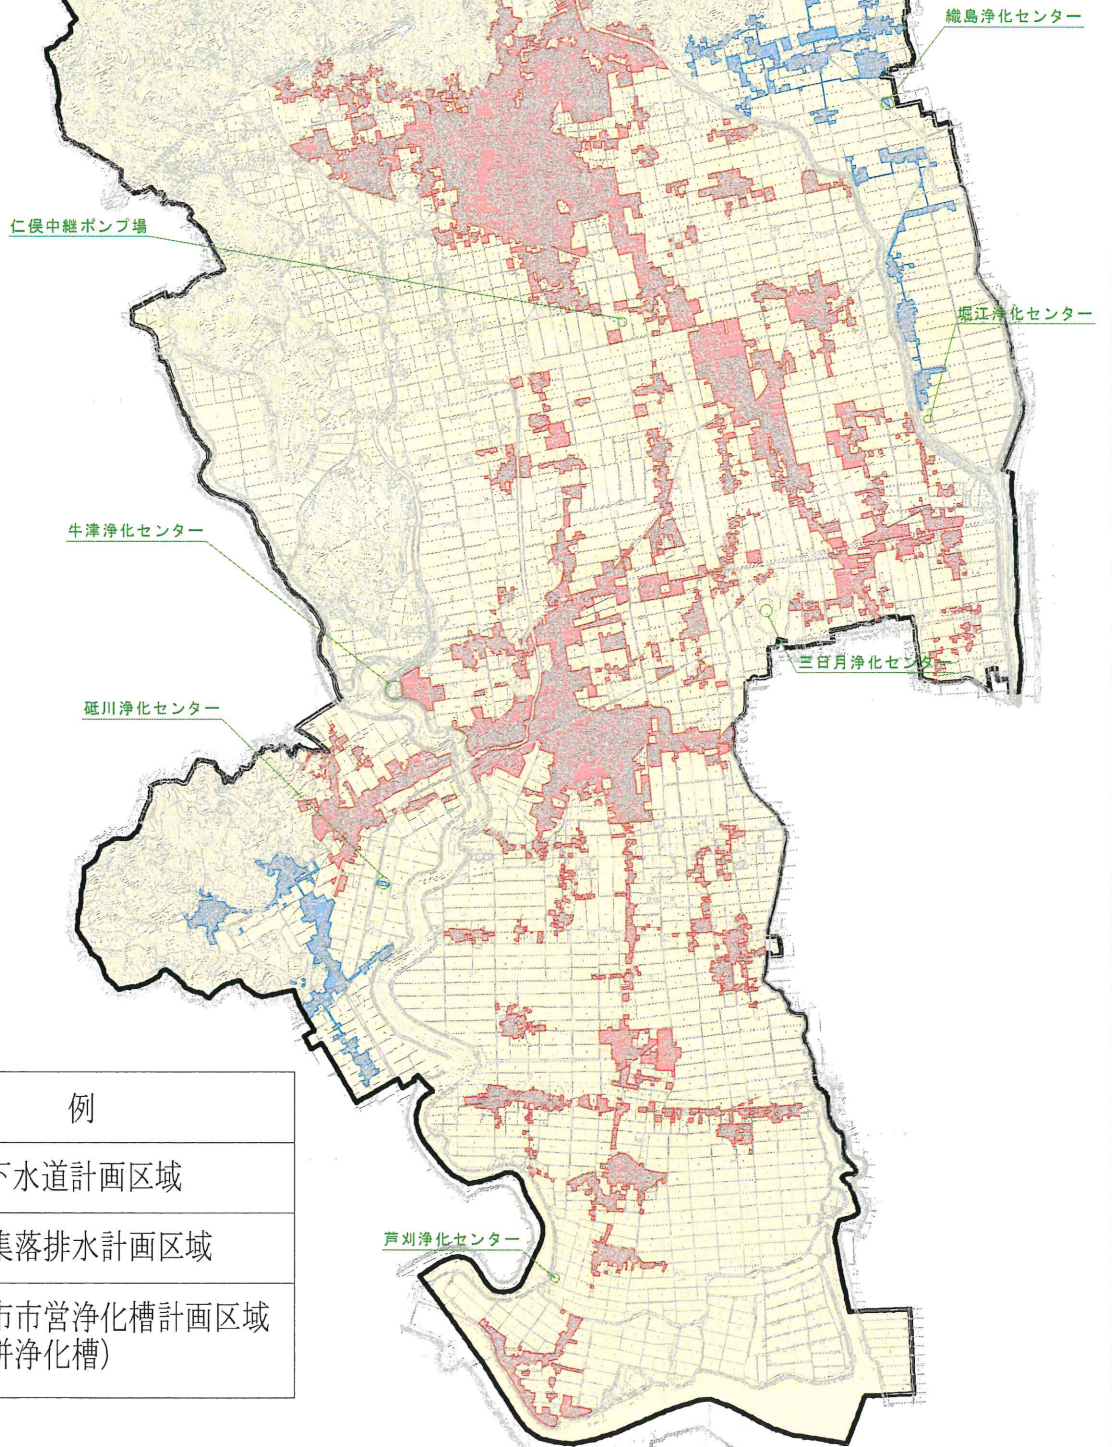 織島浄化センター
仁俣中継ポンプ場
堀江浄化センター
牛津浄化センター
三日月浄化センター
砥川浄化センター
例
下水道計画区域
集落排水計画区域
市市営浄化槽計画区域
併浄化槽)
芦刈浄化センター